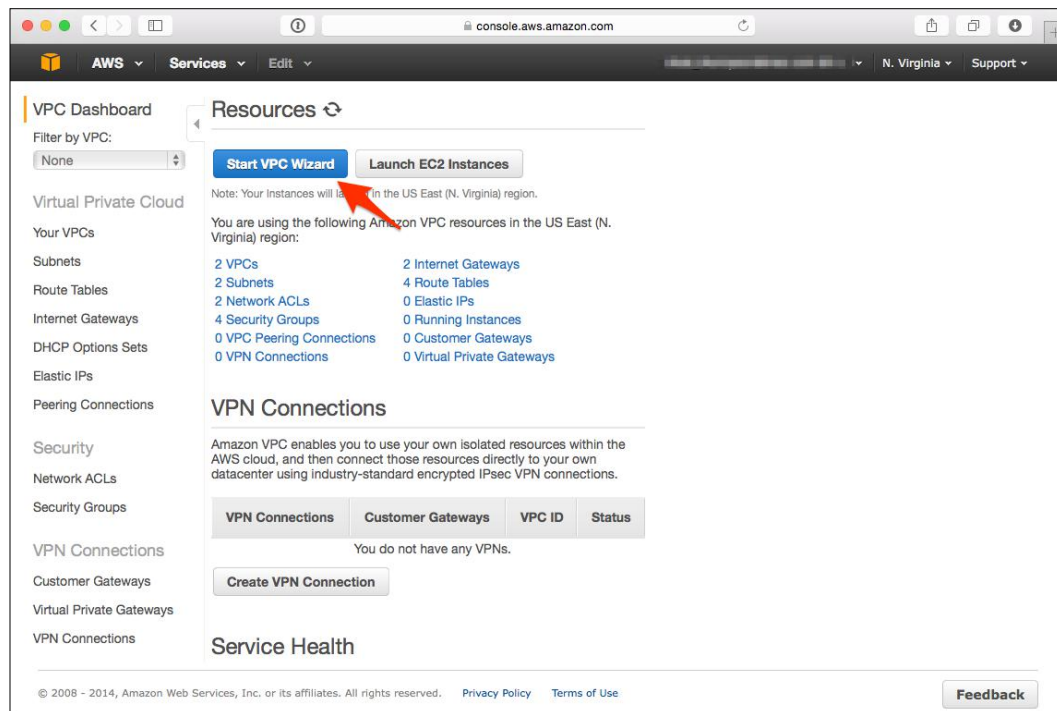 console.aws.amazon.com
AWS Services Edit N. Virginia Support
VPC Dashboard
Filter by VPC:
None
Virtual Private Cloud
Your VPCs
Subnets
Route Tables
Internet Gateways
DHCP Options Sets
Elastic IPs
Peering Connections
Security
Network ACLs
Security Groups
VPN Connections
Customer Gateways
Virtual Private Gateways
VPN Connections
Resources
Start VPC Wizard Launch EC2 Instances
Note: Your Instances will in the US East (N. Virginia) region.
You are using the following Amazon VPC resources in the US East (N.
Virginia) region:
2 VPCs 2 Internet Gateways
2 Subnets 4 Route Tables
2 Network ACLs 0 Elastic IPs
4 Security Groups 0 Running Instances
0 VPC Peering Connections 0 Customer Gateways
0 VPN Connections 0 Virtual Private Gateways
VPN Connections
Amazon VPC enables you to use your own isolated resources within the
AWS cloud, and then connect those resources directly to your own
datacenter using industry-standard encrypted IPsec VPN connections.
VPN Connections Customer Gateways VPC ID Status
You do not have any VPNs.
Create VPN Connection
Service Health
© 2008 - 2014, Amazon Web Services, Inc. or its affiliates. All rights reserved. Privacy Policy Terms of Use
Feedback